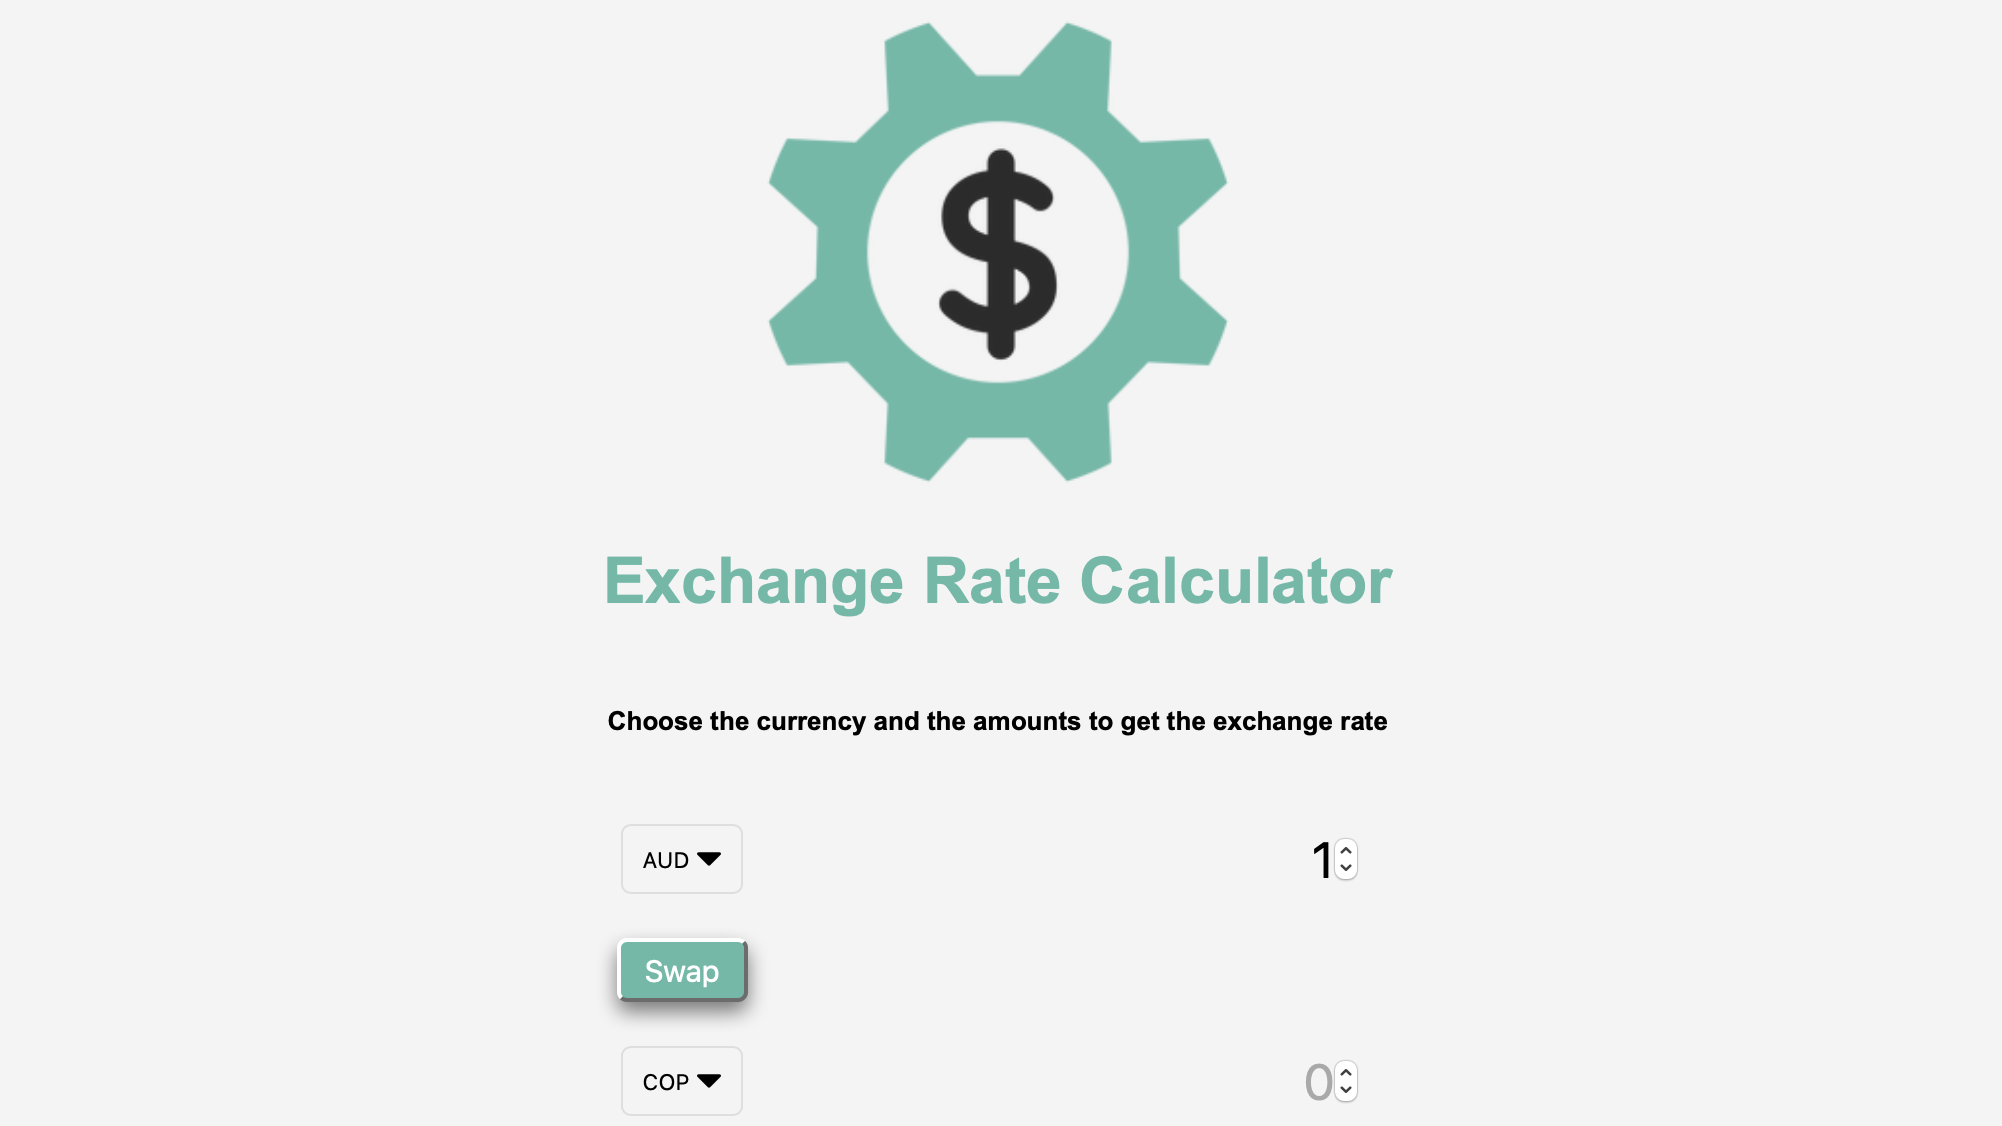 $
Exchange Rate Calculator
Choose the currency and the amounts to get the exchange rate
AUD 1
Swap
COP 0